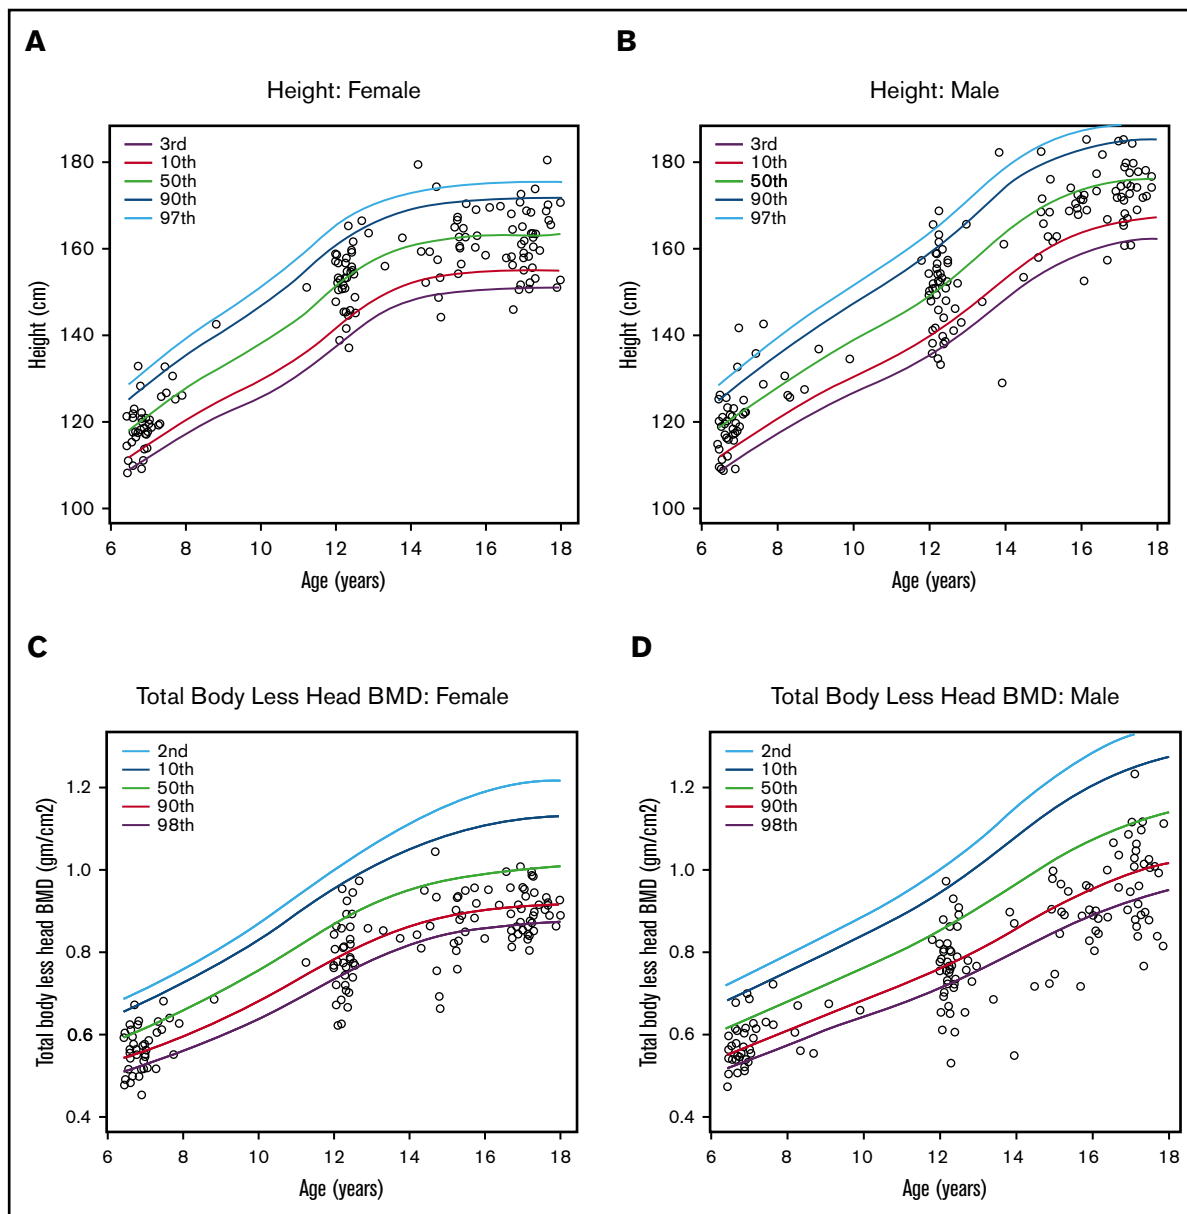 A
Height: Female
3rd
10th
50th
90th
97th
180
160
140
120
100
Height (cm)
6 8 10 12 14 16 18
Age (years)
B
Height: Male
3rd
10th
50th
90th
97th
180
160
140
120
100
Height (cm)
6 8 10 12 14 16 18
Age (years)
C
Total Body Less Head BMD: Female
2nd
10th
50th
90th
98th
1.2
1.0
0.8
0.6
0.4
Total body less head BMD (gm/cm2)
6 8 10 12 14 16 18
Age (years)
D
Total Body Less Head BMD: Male
2nd
10th
50th
90th
98th
1.2
1.0
0.8
0.6
0.4
Total body less head BMD (gm/cm2)
6 8 10 12 14 16 18
Age (years)